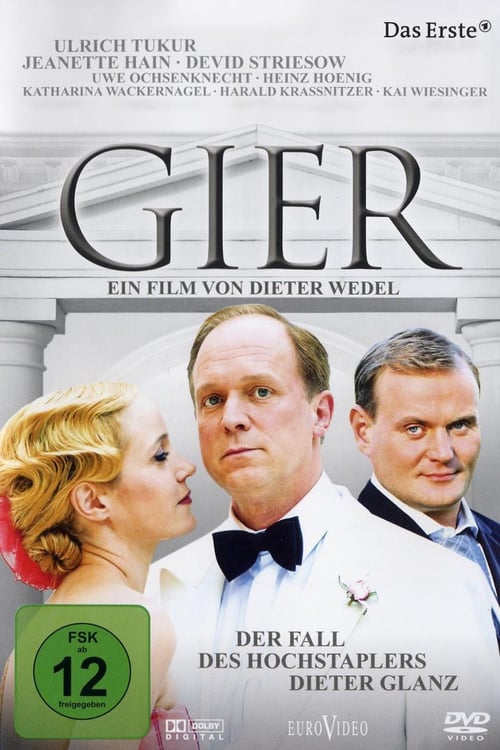 Das Erste
ULRICH TUKUR
JEANETTE HAIN · DEVID STRIESOW
UWE OCHSENKNECHT · HEINZ HOENIG
KATHARINA WACKERNAGEL · HARALD KRASSNITZER · KAI WIESINGER
GIER
EIN FILM VON DIETER WEDEL
DER FALL
DES HOCHSTAPLERS
DIETER GLANZ
FSK
ab
12
freigegeben
DOLBY
DIGITAL
EUROVIDEO
DVD
VIDEO